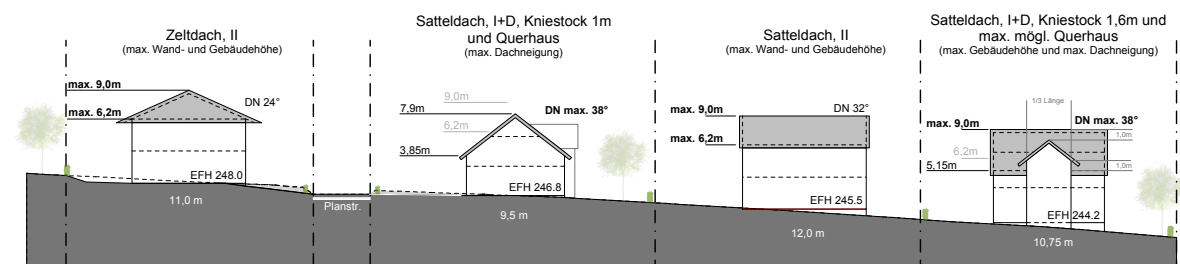 Zeltdach, II
(max. Wand- und Gebäudehöhe)
max. 9,0m
max. 6,2m
DN 24°
EFH 248.0
11,0 m
Planstr.
Satteldach, I+D, Kniestock 1m
und Querhaus
(max. Dachneigung)
9,0m
7,9m
DN max. 38°
6,2m
3,85m
EFH 246.8
9,5 m
Satteldach, II
(max. Wand- und Gebäudehöhe)
max. 9,0m
DN 32°
max. 6,2m
EFH 245.5
12,0 m
Satteldach, I+D, Kniestock 1,6m und
max. mögl. Querhaus
(max. Gebäudehöhe und max. Dachneigung)
1/3 Länge
max. 9,0m
DN max. 38°
1,0m
6,2m
5,15m
1,0m
EFH 244.2
10,75 m